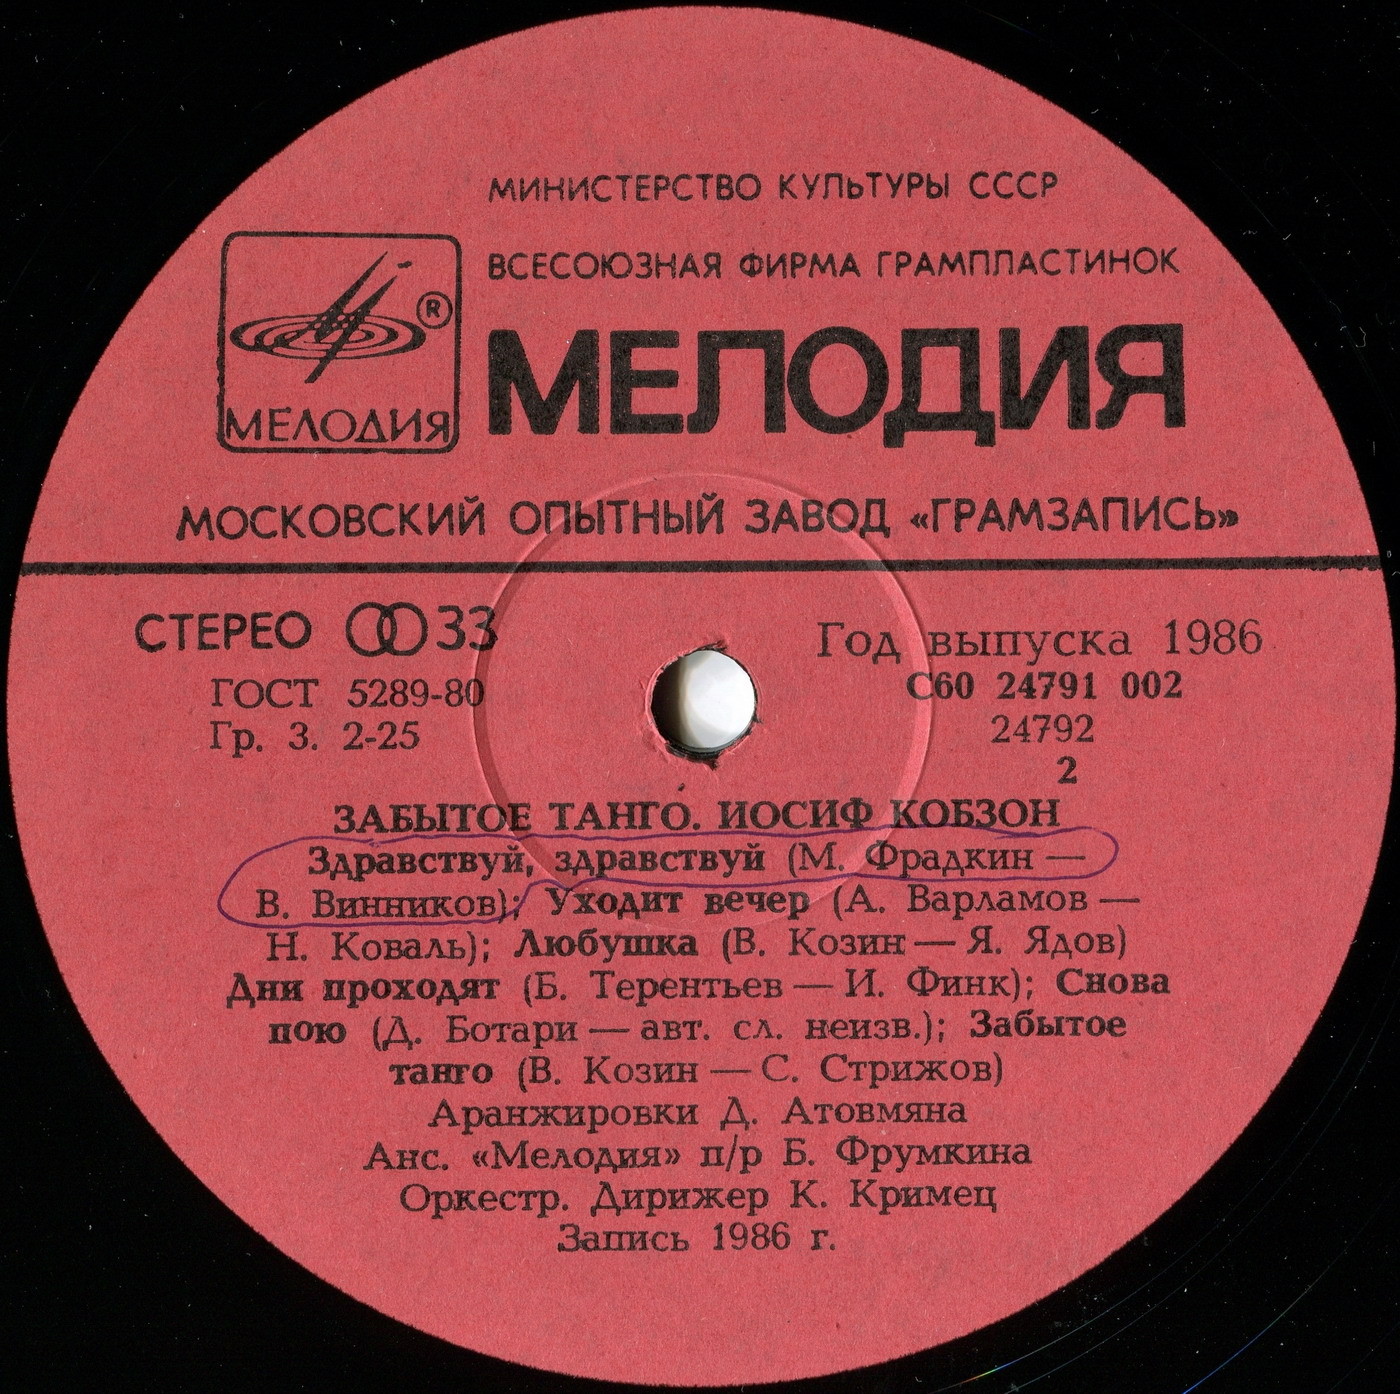 МИНИСТЕРСТВО КУЛЬТУРЫ СССР
ВСЕСОЮЗНАЯ ФИРМА ГРАМПЛАСТИНОК
МЕЛОДИЯ
®
МЕЛОДИЯ
МОСКОВСКИЙ ОПЫТНЫЙ ЗАВОД «ГРАМЗАПИСЬ»
СТЕРЕО 33
Год выпуска 1986
ГОСТ 5289-80
С60 24791 002
Гр. 3. 2-25
24792
2
ЗАБЫТОЕ ТАНГО. ИОСИФ КОБЗОН
Здравствуй, здравствуй (М. Фрадкин —
В. Винников); Уходит вечер (А. Варламов —
Н. Коваль); Любушка (В. Козин — Я. Ядов)
Дни проходят (Б. Терентьев — И. Финк); Снова
пою (Д. Ботари — авт. сл. неизв.); Забытое
танго (В. Козин — С. Стрижов)
Аранжировки Д. Атовмяна
Анс. «Мелодия» п/р Б. Фрумкина
Оркестр. Дирижер К. Кримец
Запись 1986 г.